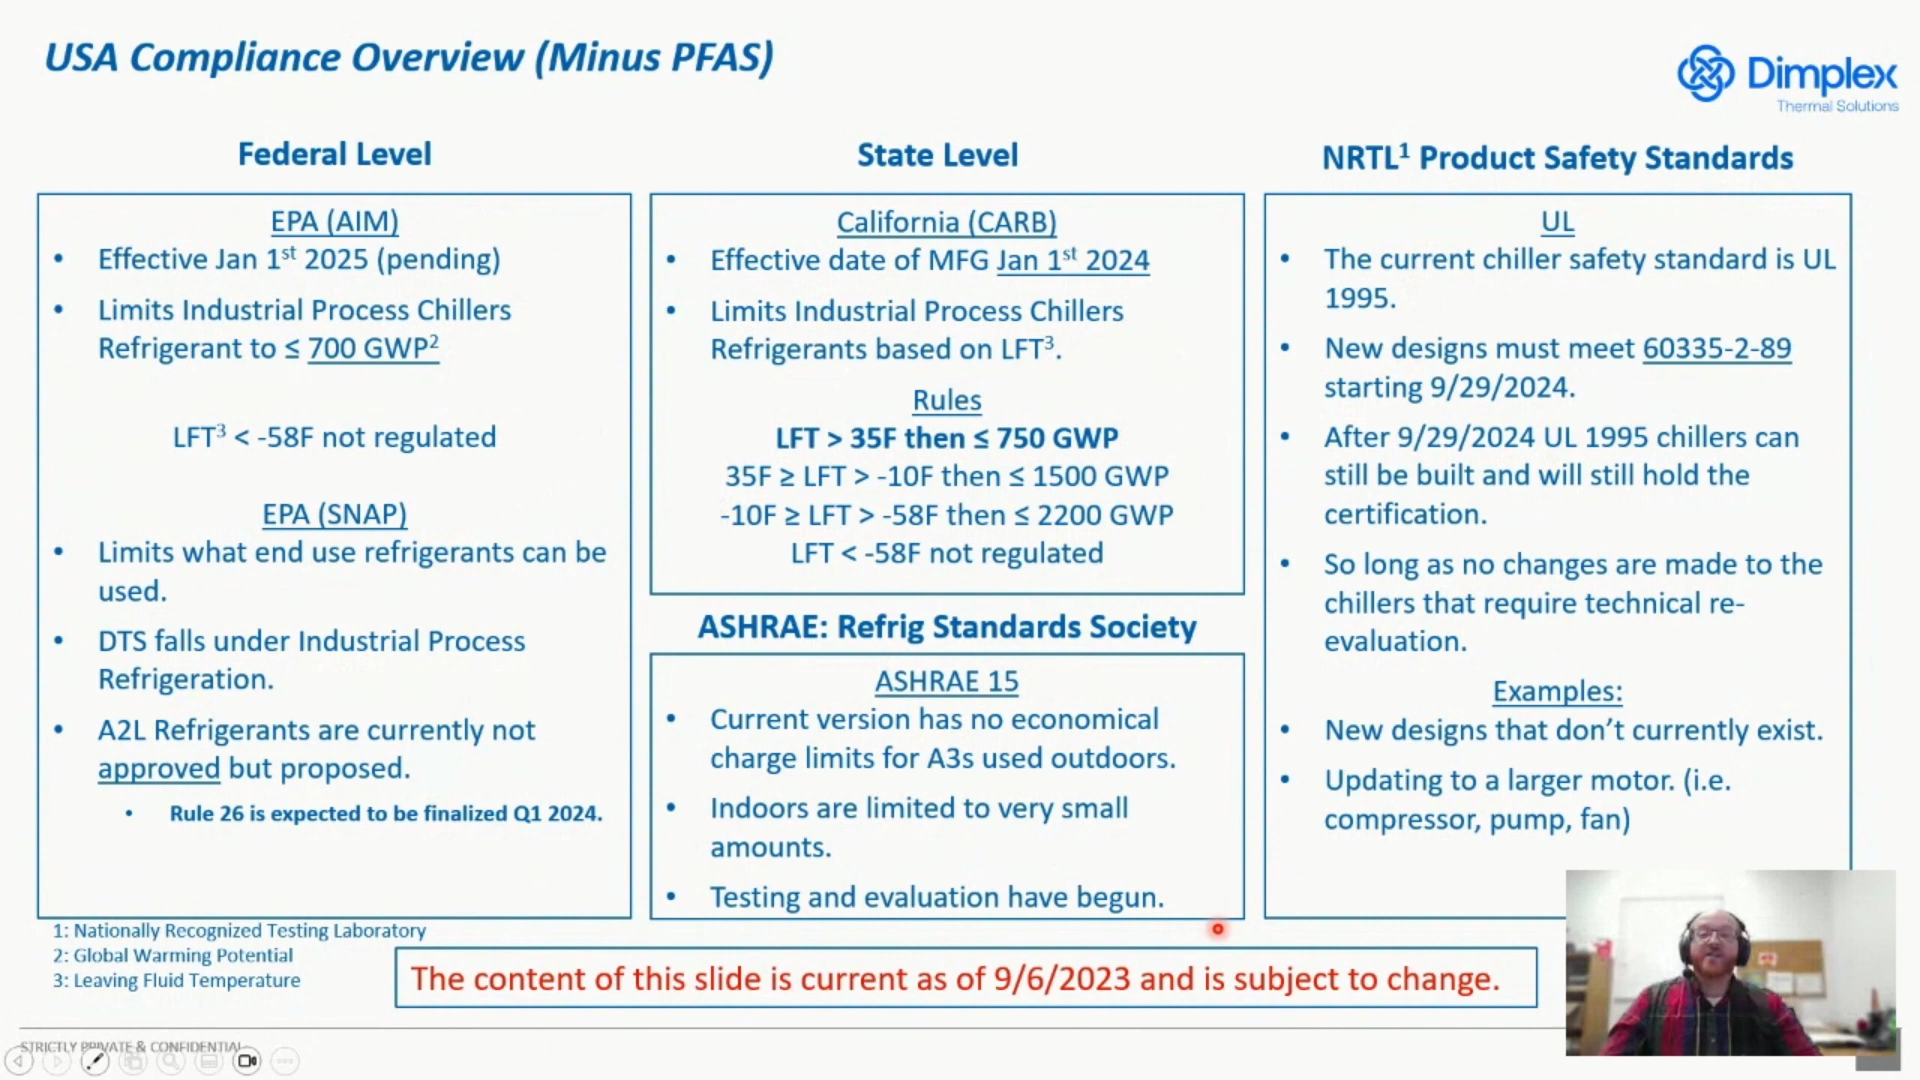 USA Compliance Overview (Minus PFAS)
Dimplex
Thermal Solutions
Federal Level
EPA (AIM)
• Effective Jan 1st 2025 (pending)
• Limits Industrial Process Chillers
Refrigerant to ≤ 700 GWP2
LFT3 < -58F not regulated
EPA (SNAP)
• Limits what end use refrigerants can be
used.
• DTS falls under Industrial Process
Refrigeration.
• A2L Refrigerants are currently not
approved but proposed.
• Rule 26 is expected to be finalized Q1 2024.
State Level
California (CARB)
• Effective date of MFG Jan 1st 2024
• Limits Industrial Process Chillers
Refrigerants based on LFT3.
Rules
LFT > 35F then ≤ 750 GWP
35F ≥ LFT > -10F then ≤ 1500 GWP
-10F ≥ LFT > -58F then ≤ 2200 GWP
LFT < -58F not regulated
ASHRAE: Refrig Standards Society
ASHRAE 15
• Current version has no economical
charge limits for A3s used outdoors.
• Indoors are limited to very small
amounts.
• Testing and evaluation have begun.
NRTL1 Product Safety Standards
UL
• The current chiller safety standard is UL
1995.
• New designs must meet 60335-2-89
starting 9/29/2024.
• After 9/29/2024 UL 1995 chillers can
still be built and will still hold the
certification.
• So long as no changes are made to the
chillers that require technical re-
evaluation.
Examples:
• New designs that don’t currently exist.
• Updating to a larger motor. (i.e.
compressor, pump, fan)
1: Nationally Recognized Testing Laboratory
2: Global Warming Potential
3: Leaving Fluid Temperature
The content of this slide is current as of 9/6/2023 and is subject to change.
STRICTLY PRIVATE & CONFIDENTIAL